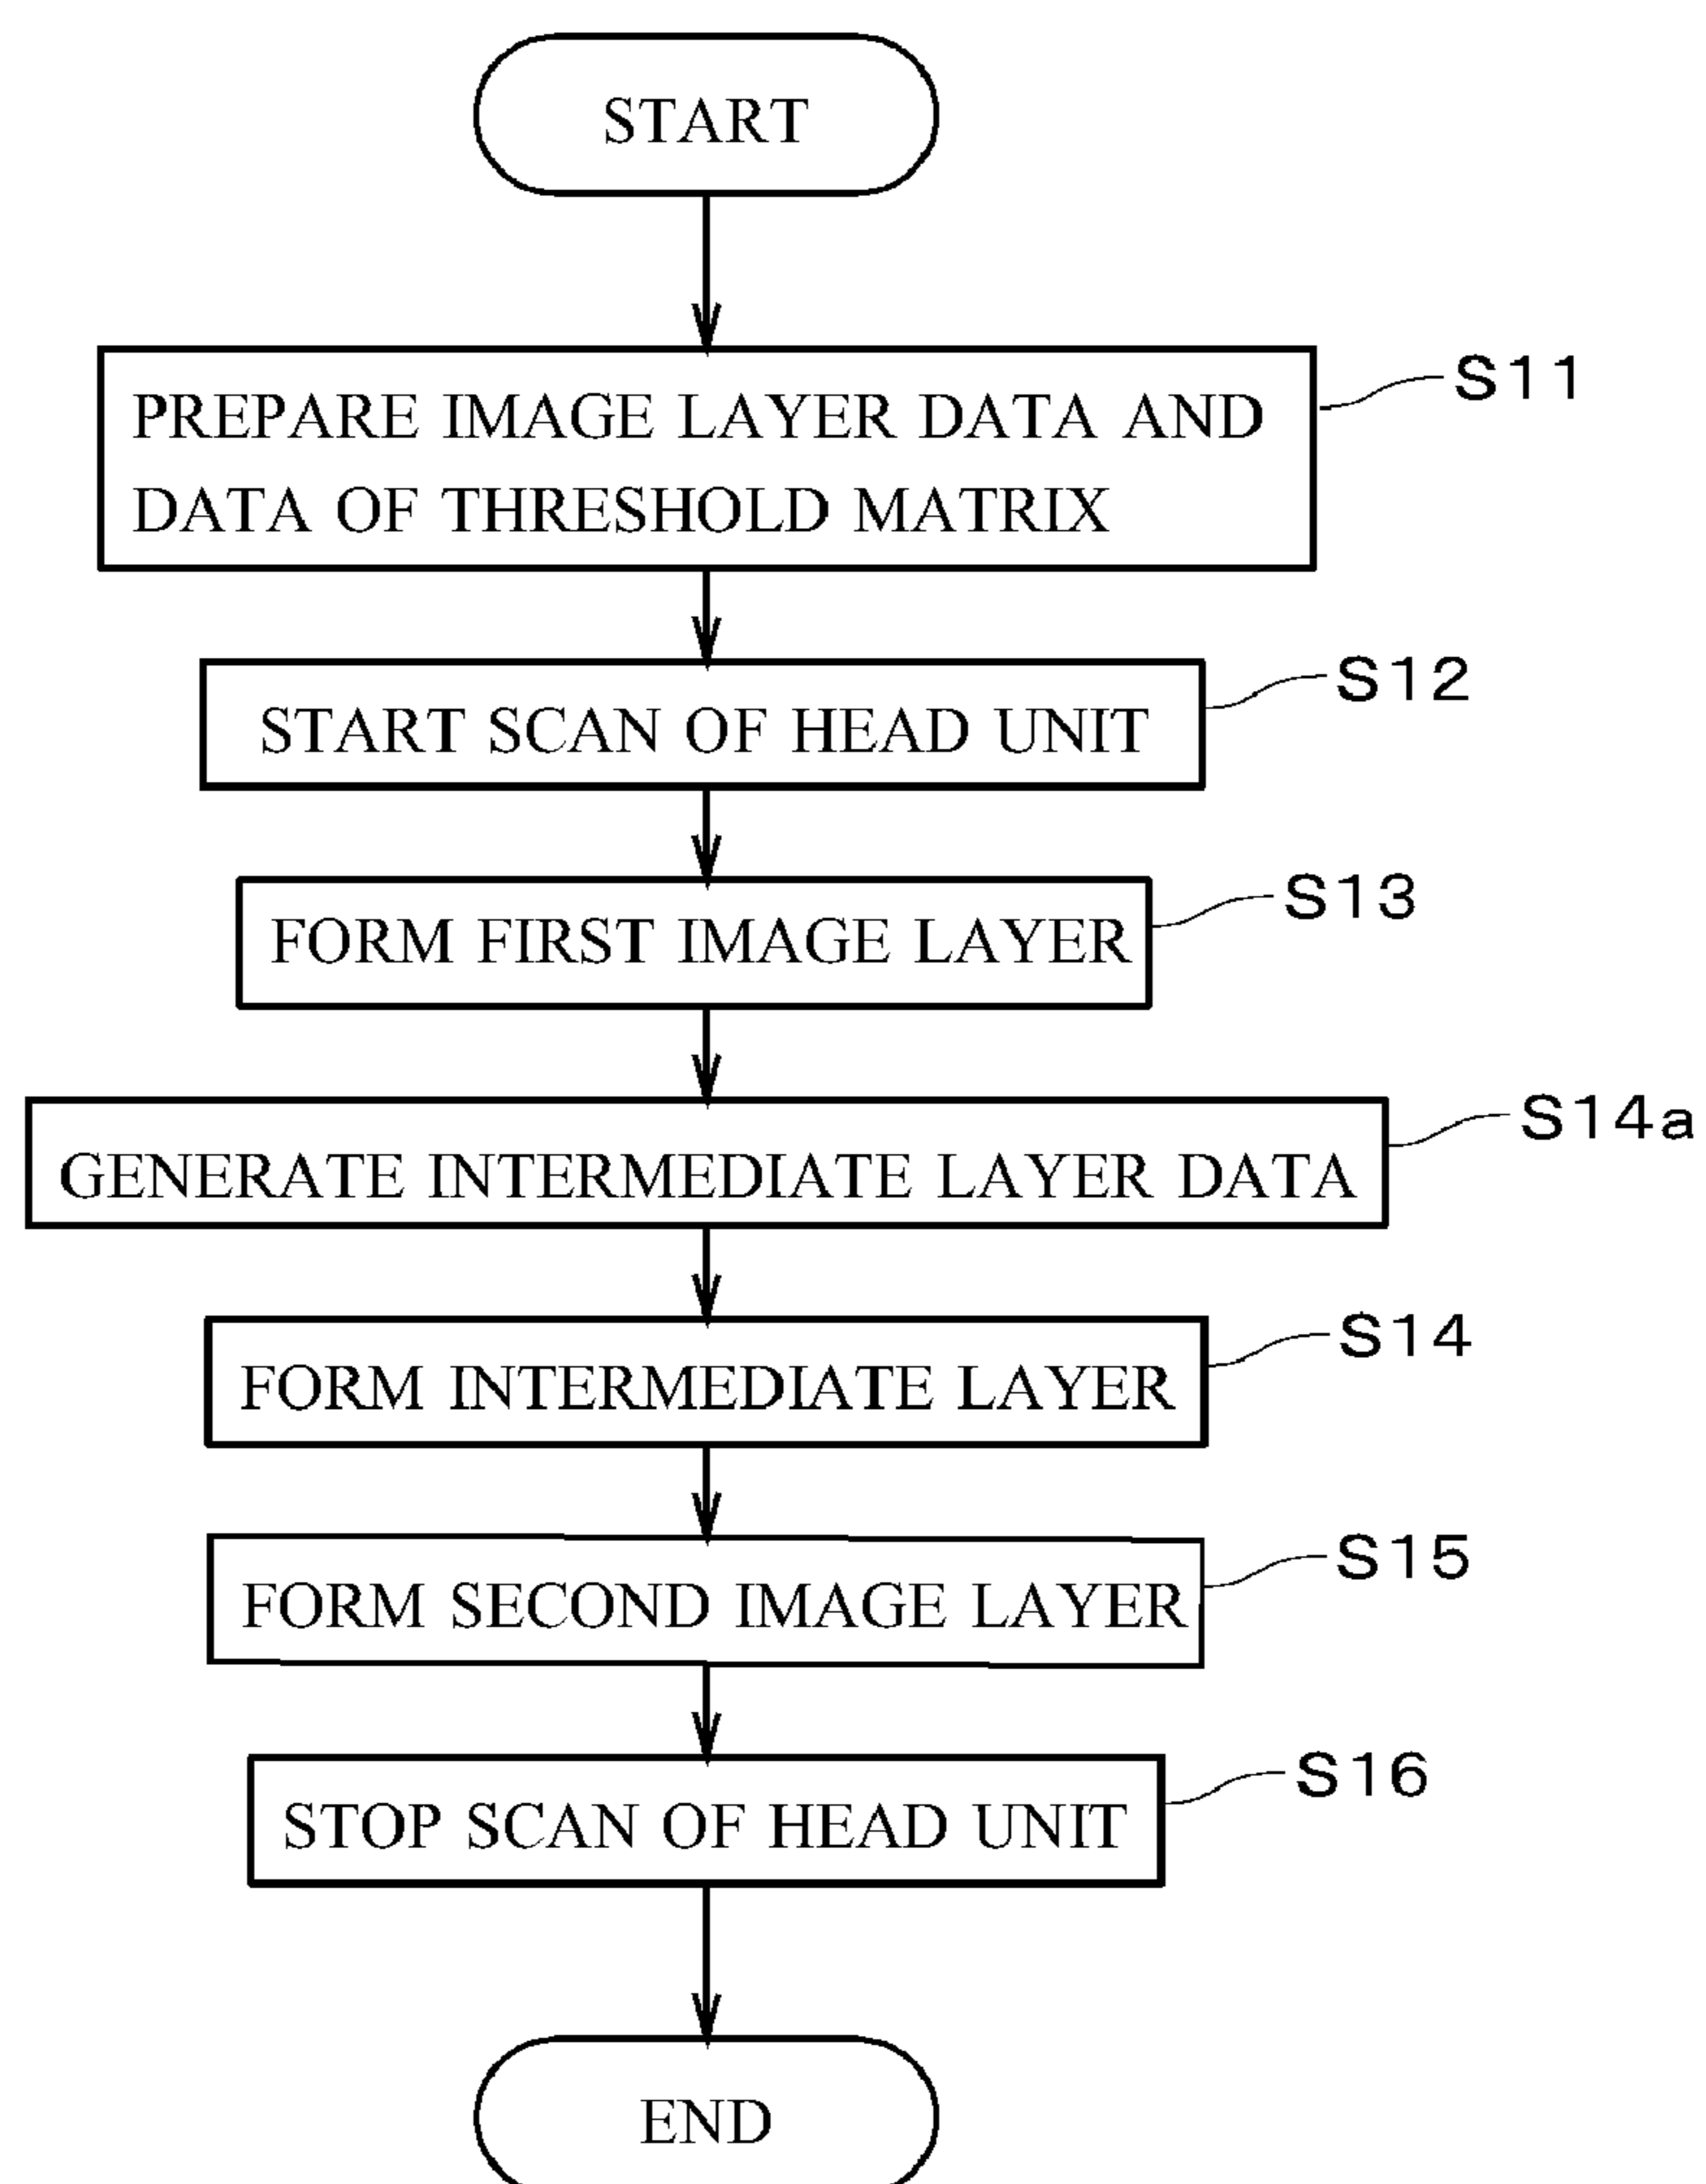 START
PREPARE IMAGE LAYER DATA AND
DATA OF THRESHOLD MATRIX
S11
START SCAN OF HEAD UNIT
S12
FORM FIRST IMAGE LAYER
S13
GENERATE INTERMEDIATE LAYER DATA
S14a
FORM INTERMEDIATE LAYER
S14
FORM SECOND IMAGE LAYER
S15
STOP SCAN OF HEAD UNIT
S16
END